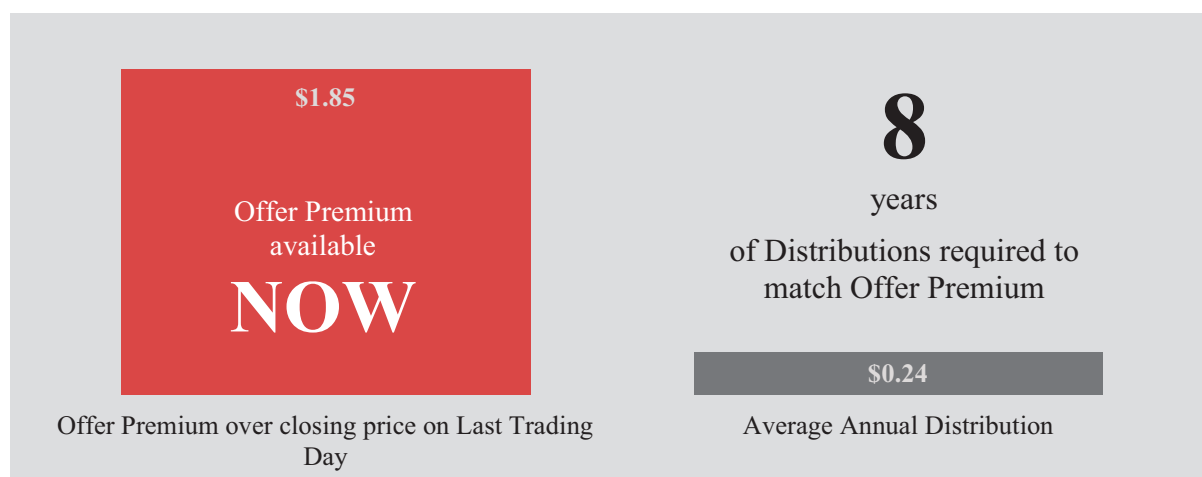 $1.85
Offer Premium
available
NOW
Offer Premium over closing price on Last Trading
Day
8
years
of Distributions required to
match Offer Premium
$0.24
Average Annual Distribution